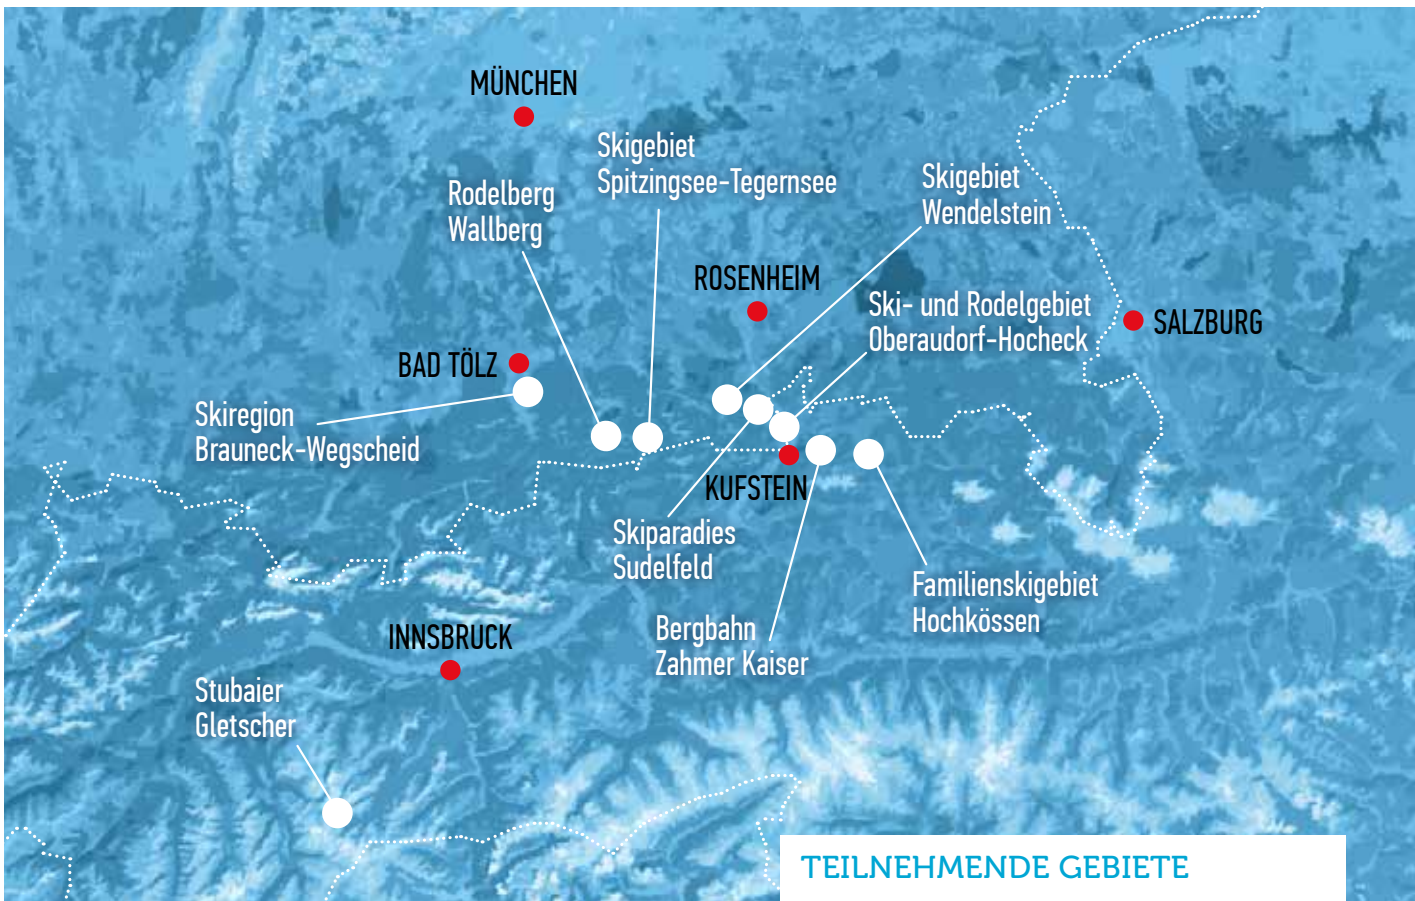 MÜNCHEN
Skigebiet
Spitzingsee-Tegernsee
Skigebiet
Wendelstein
Rodelberg
Wallberg
ROSENHEIM
Ski- und Rodelgebiet
Oberaudorf-Hocheck
SALZBURG
BAD TÖLZ
Skiregion
Brauneck-Wegscheid
KUFSTEIN
Skiparadies
Sudelfeld
Familienskigebiet
Hochkössen
Bergbahn
Zahmer Kaiser
INNSBRUCK
Stubaier
Gletscher
TEILNEHMENDE GEBIETE